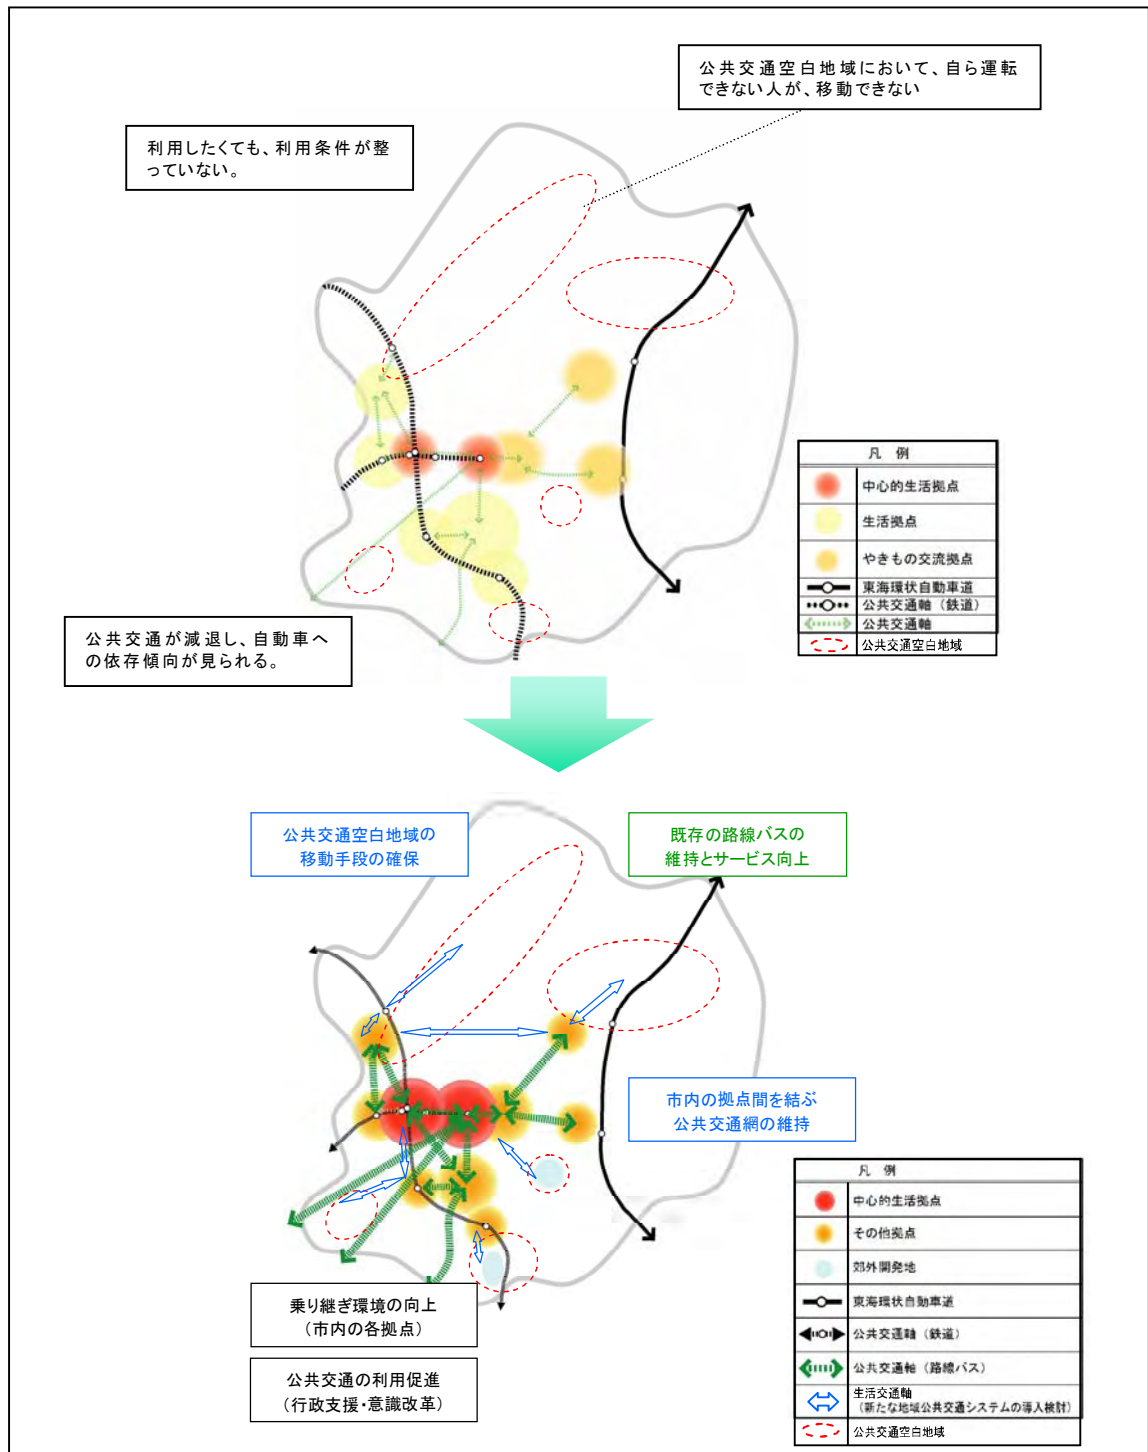 公共交通空白地域において、自ら運転
できない人が、移動できない
利用したくても、利用条件が整
っていない。
凡 例
中心的生活拠点
生活拠点
やきもの交流拠点
東海環状自動車道
公共交通軸（鉄道）
公共交通軸
公共交通空白地域
公共交通が減退し、自動車へ
の依存傾向が見られる。
公共交通空白地域の
移動手段の確保
既存の路線バスの
維持とサービス向上
市内の拠点間を結ぶ
公共交通網の維持
凡 例
中心的生活拠点
その他拠点
郊外開発地
東海環状自動車道
公共交通軸（鉄道）
公共交通軸（路線バス）
生活交通軸
（新たな地域公共交通システムの導入検討）
公共交通空白地域
乗り継ぎ環境の向上
（市内の各拠点）
公共交通の利用促進
（行政支援・意識改革）